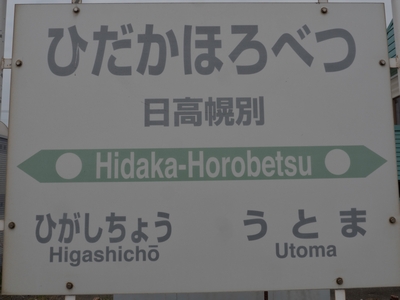 ひだかほろべつ
日高幌別
Hidaka-Horobetsu
ひがしちょう うとま
Higashichō Utoma